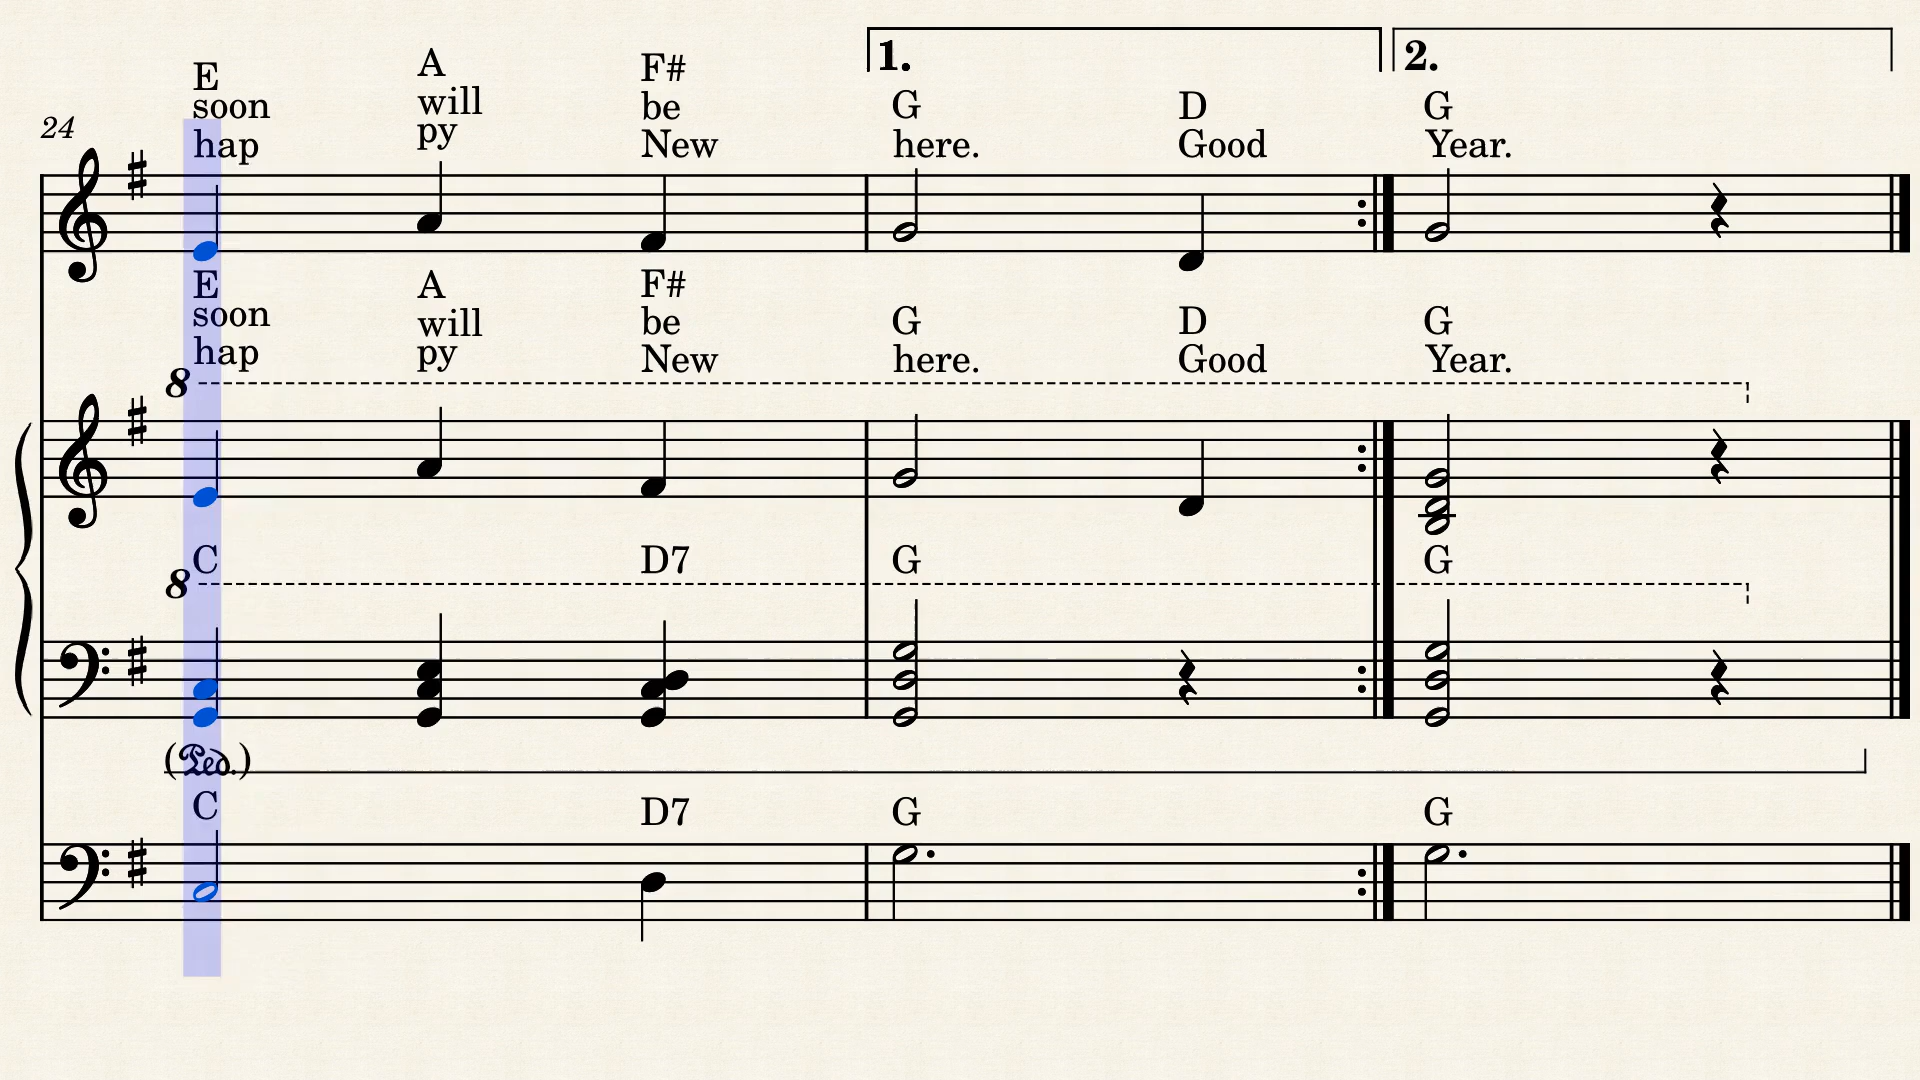 1. 2.
E A F#
soon will be G D G
hap py New here. Good Year.
24
E A F#
soon will be G D G
hap py New here. Good Year.
8
C D7 G G
8
(Ped.)
C D7 G G